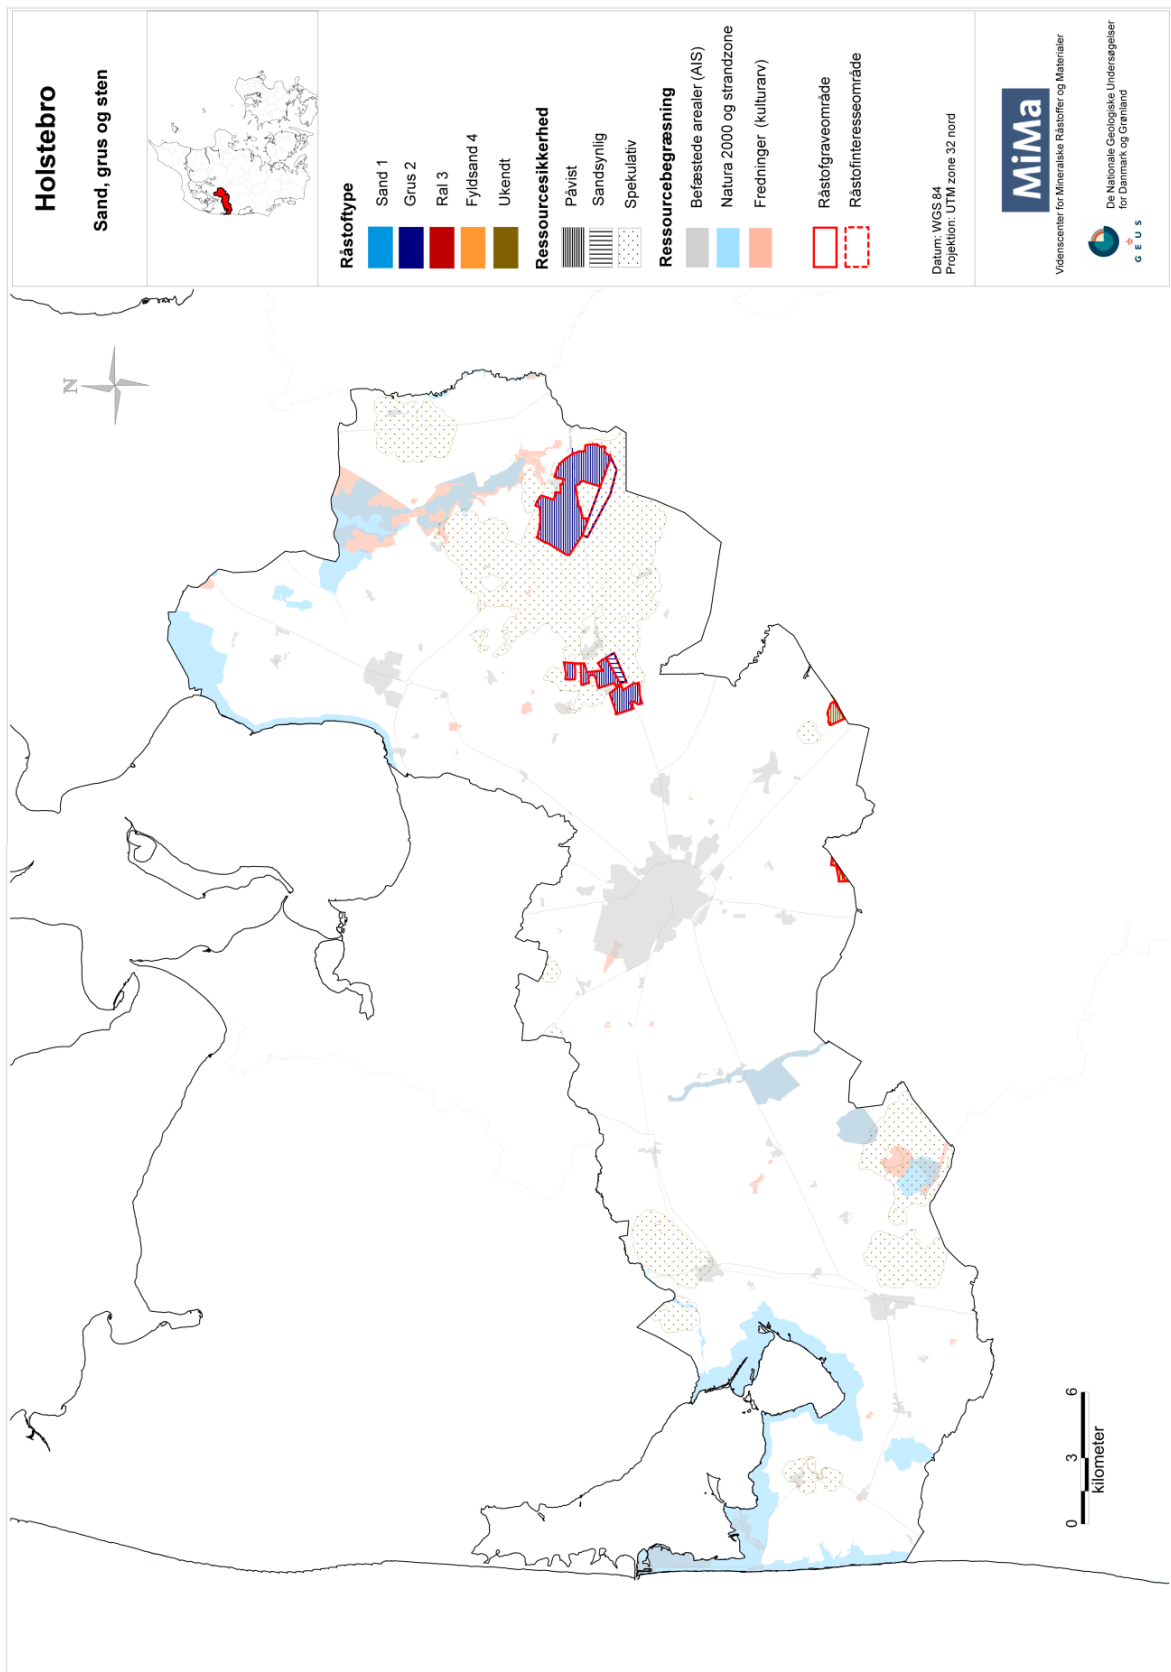 Holstebro
Sand, grus og sten
Råstoftype
Sand 1
Grus 2
Ral 3
Fyldsand 4
Ukendt
Ressourcesikkerhed
Påvist
Sandsynlig
Spekulativ
Ressourcebegræsning
Befæstede arealer (AIS)
Natura 2000 og strandzone
Fredninger (kulturarv)
Råstofgraveområde
Råstofinteresseområde
Datum: WGS 84
Projektion: UTM zone 32 nord
MiMa
Videnscenter for Mineralske Råstoffer og Materialer
G E U S
De Nationale Geologiske Undersøgelser
for Danmark og Grønland
N
0 3 6
kilometer